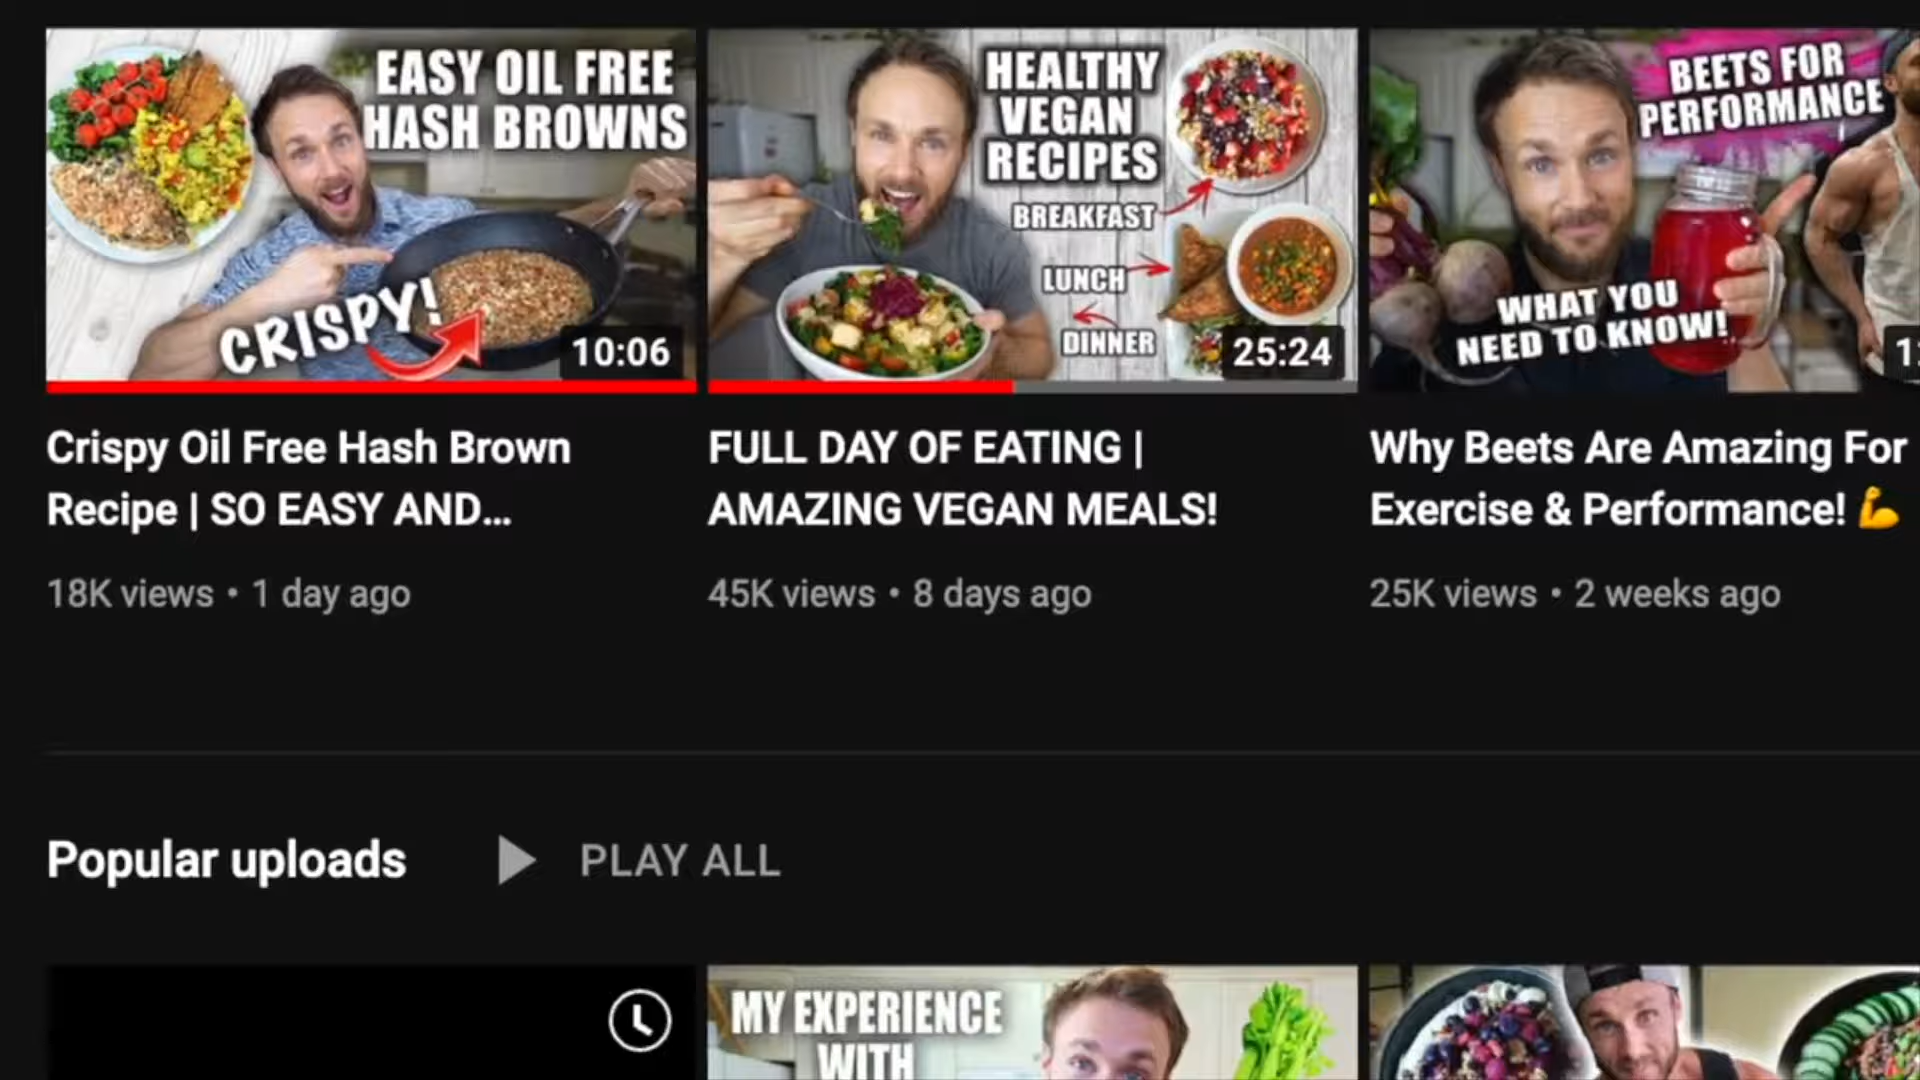 EASY OIL FREE
HASH BROWNS
CRISPY!
10:06
HEALTHY
VEGAN
RECIPES
BREAKFAST
LUNCH
DINNER
25:24
BEETS FOR
PERFORMANCE
WHAT YOU
NEED TO KNOW!
Crispy Oil Free Hash Brown
Recipe | SO EASY AND...
18K views • 1 day ago
FULL DAY OF EATING |
AMAZING VEGAN MEALS!
45K views • 8 days ago
Why Beets Are Amazing For
Exercise & Performance! 💪
25K views • 2 weeks ago
Popular uploads
PLAY ALL
MY EXPERIENCE
WITH